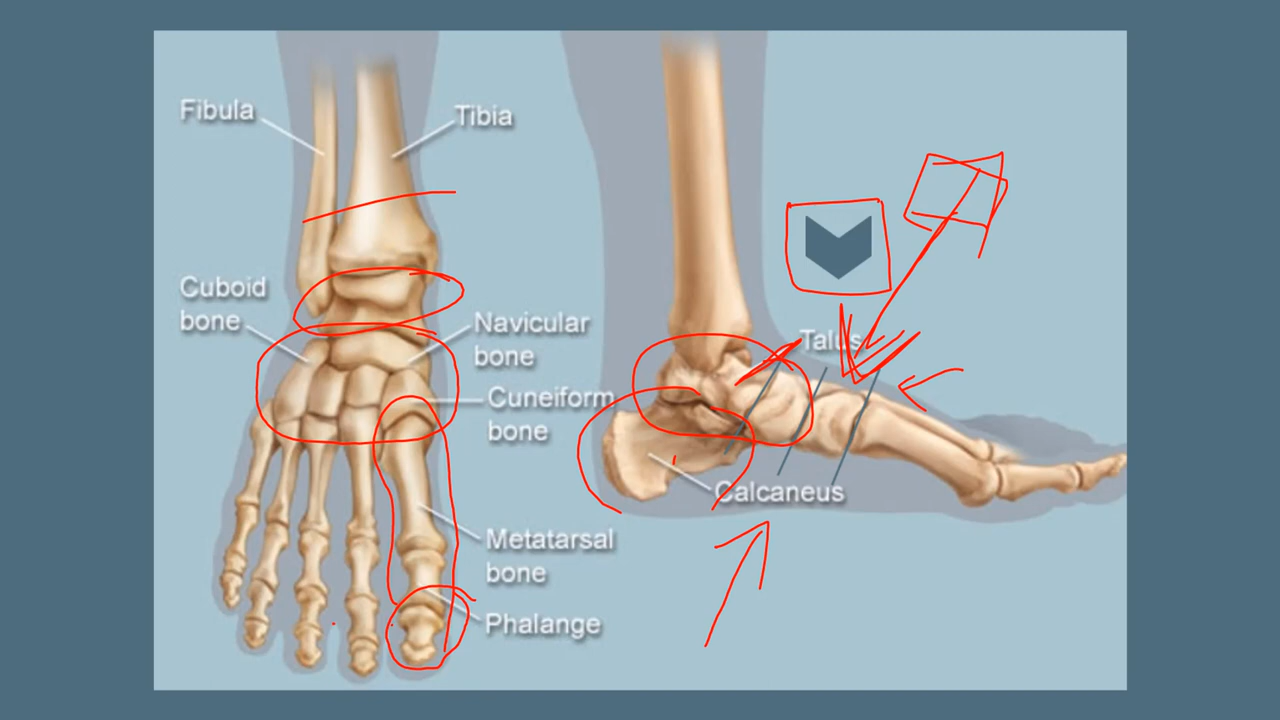 Fibula
Tibia
Cuboid
bone
Navicular
bone
Cuneiform
bone
Metatarsal
bone
Phalange
Talus
Calcaneus